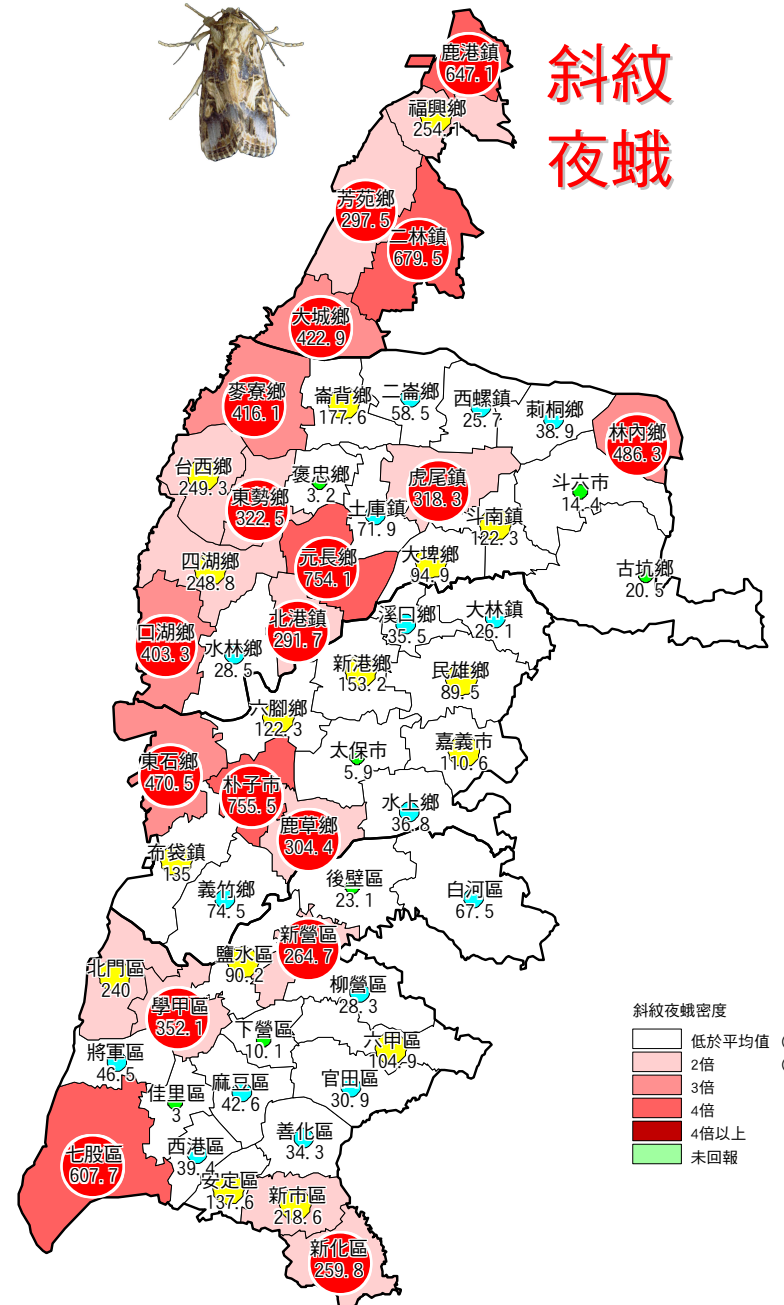 斜紋
夜蛾
鹿港鎮
647.1
福興鄉
254.1
芳苑鄉
297.5
二林鎮
679.5
大城鄉
422.9
麥寮鄉
416.1
崙背鄉
177.6
二崙鄉
58.5
西螺鎮
25.7
莿桐鄉
38.9
林內鄉
486.3
台西鄉
249.3
東勢鄉
322.5
褒忠鄉
3.2
土庫鎮
71.9
虎尾鎮
318.3
斗南鎮
122.3
斗六市
14.4
四湖鄉
248.8
元長鄉
754.1
大埤鄉
94.9
古坑鄉
20.5
口湖鄉
403.3
水林鄉
28.5
北港鎮
291.7
溪口鄉
35.5
大林鎮
26.1
新港鄉
153.2
民雄鄉
89.5
六腳鄉
122.3
太保市
5.9
嘉義市
110.6
東石鄉
470.5
朴子市
755.5
水上鄉
36.8
鹿草鄉
304.4
布袋鎮
135
義竹鄉
74.5
後壁區
23.1
白河區
67.5
新營區
264.7
鹽水區
90.2
北門區
240
柳營區
28.3
學甲區
352.1
下營區
10.1
六甲區
104.9
將軍區
46.5
佳里區
3
麻豆區
42.6
官田區
30.9
七股區
607.7
西港區
39.4
善化區
34.3
安定區
137.6
新市區
218.6
新化區
259.8
斜紋夜蛾密度
低於平均值（
2倍 （
3倍
4倍
4倍以上
未回報